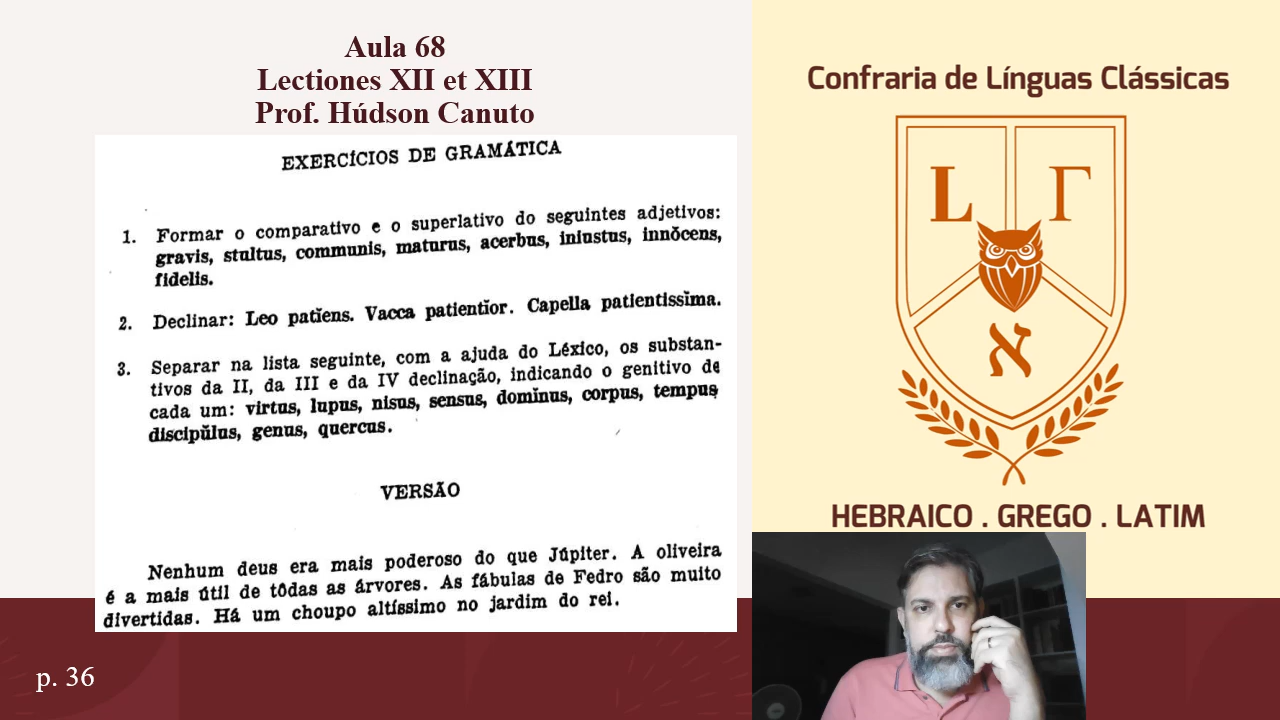 Aula 68
Lectiones XII et XIII
Prof. Húdson Canuto
EXERCÍCIOS DE GRAMÁTICA
1. Formar o comparativo e o superlativo do seguintes adjetivos:
gravis, stultus, communis, maturus, acerbus, iniustus, innŏcens,
fidelis.
2. Declinar: Leo patĭens. Vacca patientĭor. Capella patientissĭma.
3. Separar na lista seguinte, com a ajuda do Léxico, os substan-
tivos da II, da III e da IV declinação, indicando o genitivo de
cada um: virtus, lupus, nisus, sensus, domĭnus, corpus, tempus
discipŭlus, genus, quercus.
VERSÃO
Nenhum deus era mais poderoso do que Júpiter. A oliveira
é a mais útil de tôdas as árvores. As fábulas de Fedro são muito
divertidas. Há um choupo altíssimo no jardim do rei.
p. 36
Confraria de Línguas Clássicas
L Γ
א
HEBRAICO . GREGO . LATIM